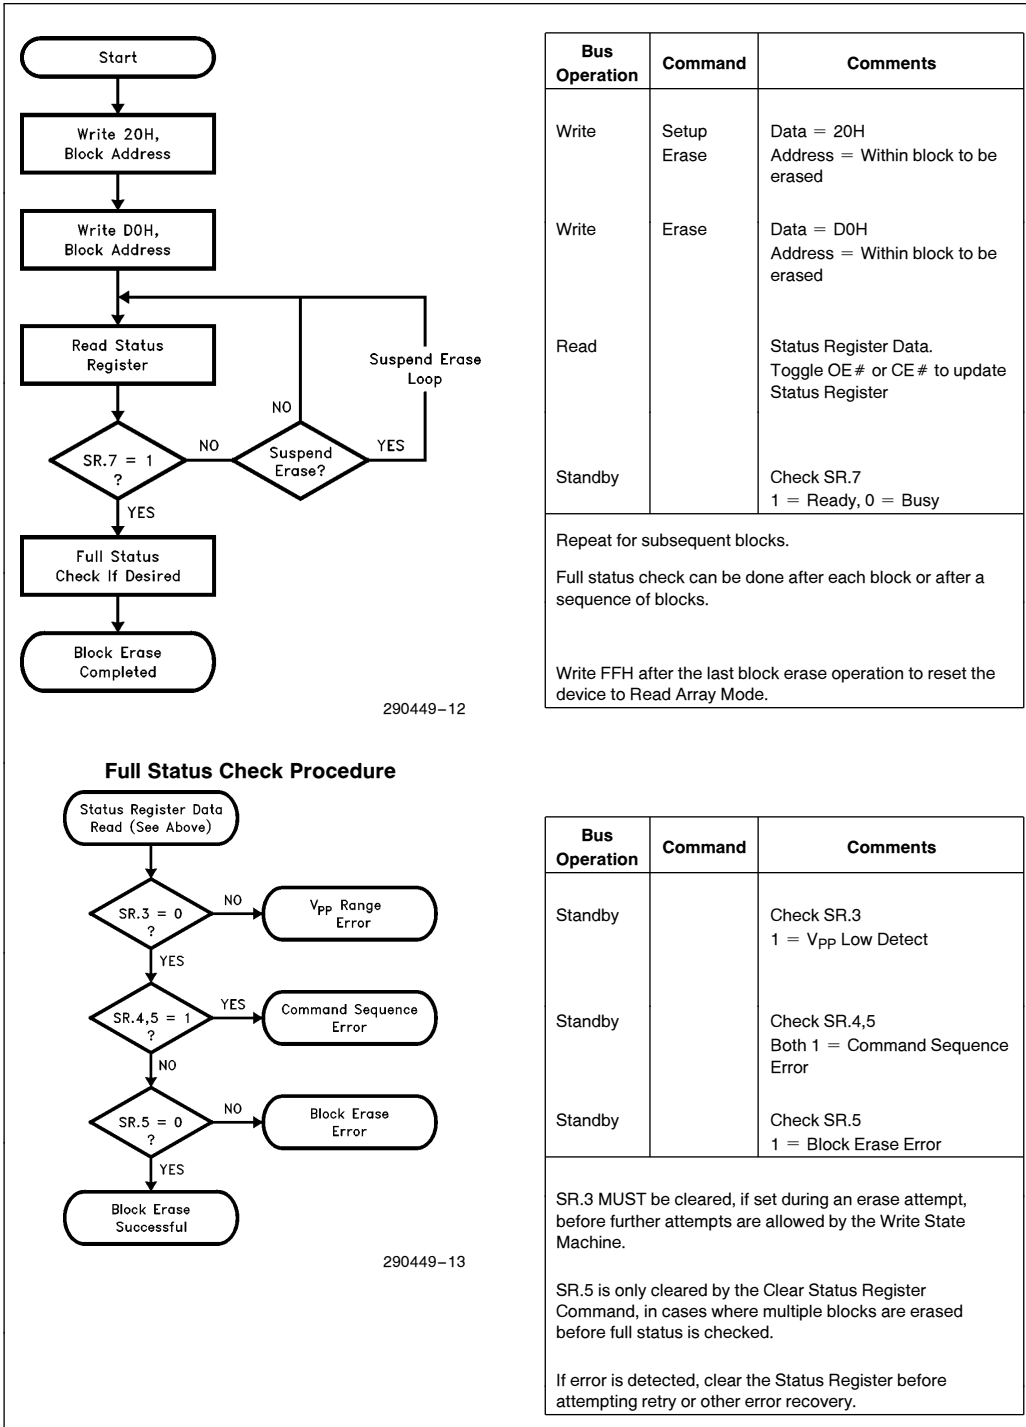 Start
Write 20H,
Block Address
Write D0H,
Block Address
Read Status
Register
Suspend Erase
Loop
NO
SR.7 = 1
?
NO
Suspend
Erase?
YES
YES
Full Status
Check If Desired
Block Erase
Completed
290449–12
Bus
Operation
Command
Comments
Write
Setup
Erase
Data = 20H
Address = Within block to be
erased
Write
Erase
Data = D0H
Address = Within block to be
erased
Read
Status Register Data.
Toggle OE# or CE# to update
Status Register
Standby
Check SR.7
1 = Ready, 0 = Busy
Repeat for subsequent blocks.
Full status check can be done after each block or after a
sequence of blocks.
Write FFH after the last block erase operation to reset the
device to Read Array Mode.
Full Status Check Procedure
Status Register Data
Read (See Above)
SR.3 = 0
?
NO
VPP Range
Error
YES
SR.4,5 = 1
?
YES
Command Sequence
Error
NO
SR.5 = 0
?
NO
Block Erase
Error
YES
Block Erase
Successful
290449–13
Bus
Operation
Command
Comments
Standby
Check SR.3
1 = VPP Low Detect
Standby
Check SR.4,5
Both 1 = Command Sequence
Error
Standby
Check SR.5
1 = Block Erase Error
SR.3 MUST be cleared, if set during an erase attempt,
before further attempts are allowed by the Write State
Machine.
SR.5 is only cleared by the Clear Status Register
Command, in cases where multiple blocks are erased
before full status is checked.
If error is detected, clear the Status Register before
attempting retry or other error recovery.